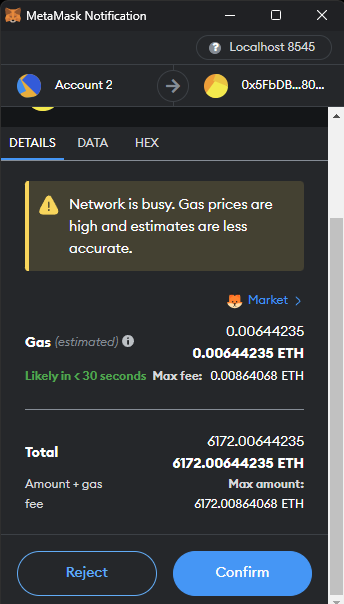 MetaMask Notification
Localhost 8545
Account 2
0x5FbDB...80...
DETAILS DATA HEX
Network is busy. Gas prices are
high and estimates are less
accurate.
Market
0.00644235
Gas (estimated) 0.00644235 ETH
Likely in < 30 seconds Max fee: 0.00864068 ETH
6172.00644235
Total 6172.00644235 ETH
Amount + gas fee
Max amount:
6172.00864068 ETH
Reject Confirm